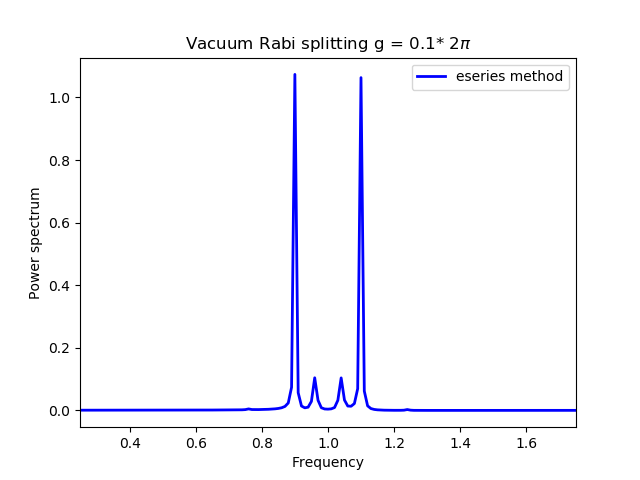 Vacuum Rabi splitting g = 0.1* 2π
eseries method
Power spectrum
1.0
0.8
0.6
0.4
0.2
0.0
0.4 0.6 0.8 1.0 1.2 1.4 1.6
Frequency